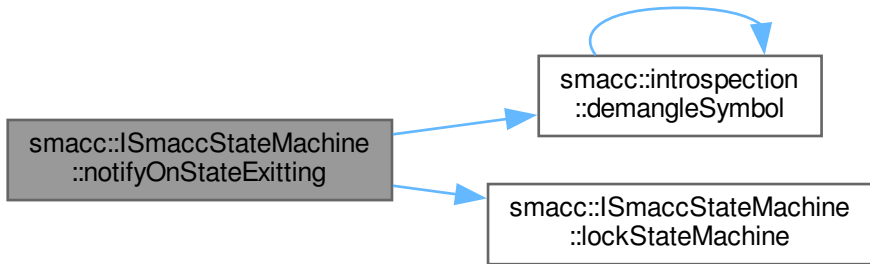 smacc::introspection
::demangleSymbol
smacc::ISmaccStateMachine
::notifyOnStateExitting
smacc::ISmaccStateMachine
::lockStateMachine